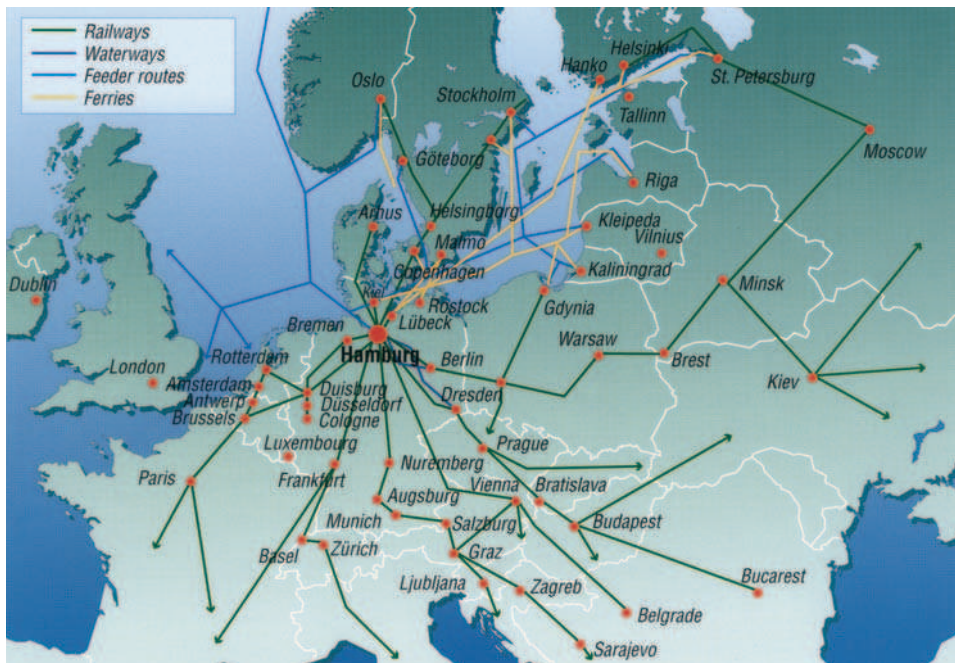 Railways
Waterways
Feeder routes
Ferries
Helsinki
Hanko
St. Petersburg
Oslo
Stockholm
Tallinn
Moscow
Göteborg
Riga
Arhus
Helsingborg
Kleipeda
Malmo
Vilnius
Copenhagen
Kaliningrad
Dublin
Minsk
Kiel
Rostock
Gdynia
Lübeck
Bremen
Hamburg
Warsaw
Rotterdam
Berlin
Brest
London
Kiev
Amsterdam
Duisburg
Dresden
Antwerp
Düsseldorf
Brussels
Cologne
Luxembourg
Prague
Nuremberg
Paris
Frankfurt
Vienna
Bratislava
Augsburg
Munich
Salzburg
Budapest
Basel
Zürich
Graz
Ljubljana
Zagreb
Bucarest
Belgrade
Sarajevo